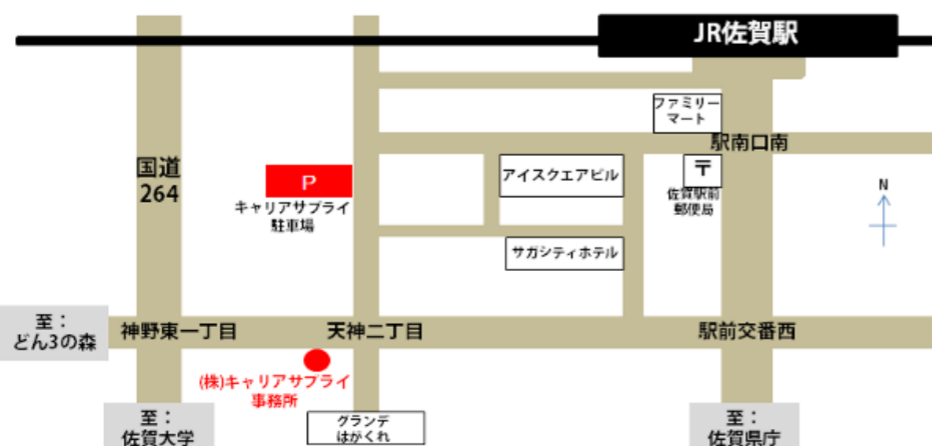 JR佐賀駅
ファミリー
マート
駅南口南
国道
264
P
キャリアサプライ
駐車場
アイスクエアビル
〒
佐賀駅前
郵便局
N
サガシティホテル
至：
どん3の森
神野東一丁目
天神二丁目
駅前交番西
(株)キャリアサプライ
事務所
グランデ
はがくれ
至：
佐賀大学
至：
佐賀県庁